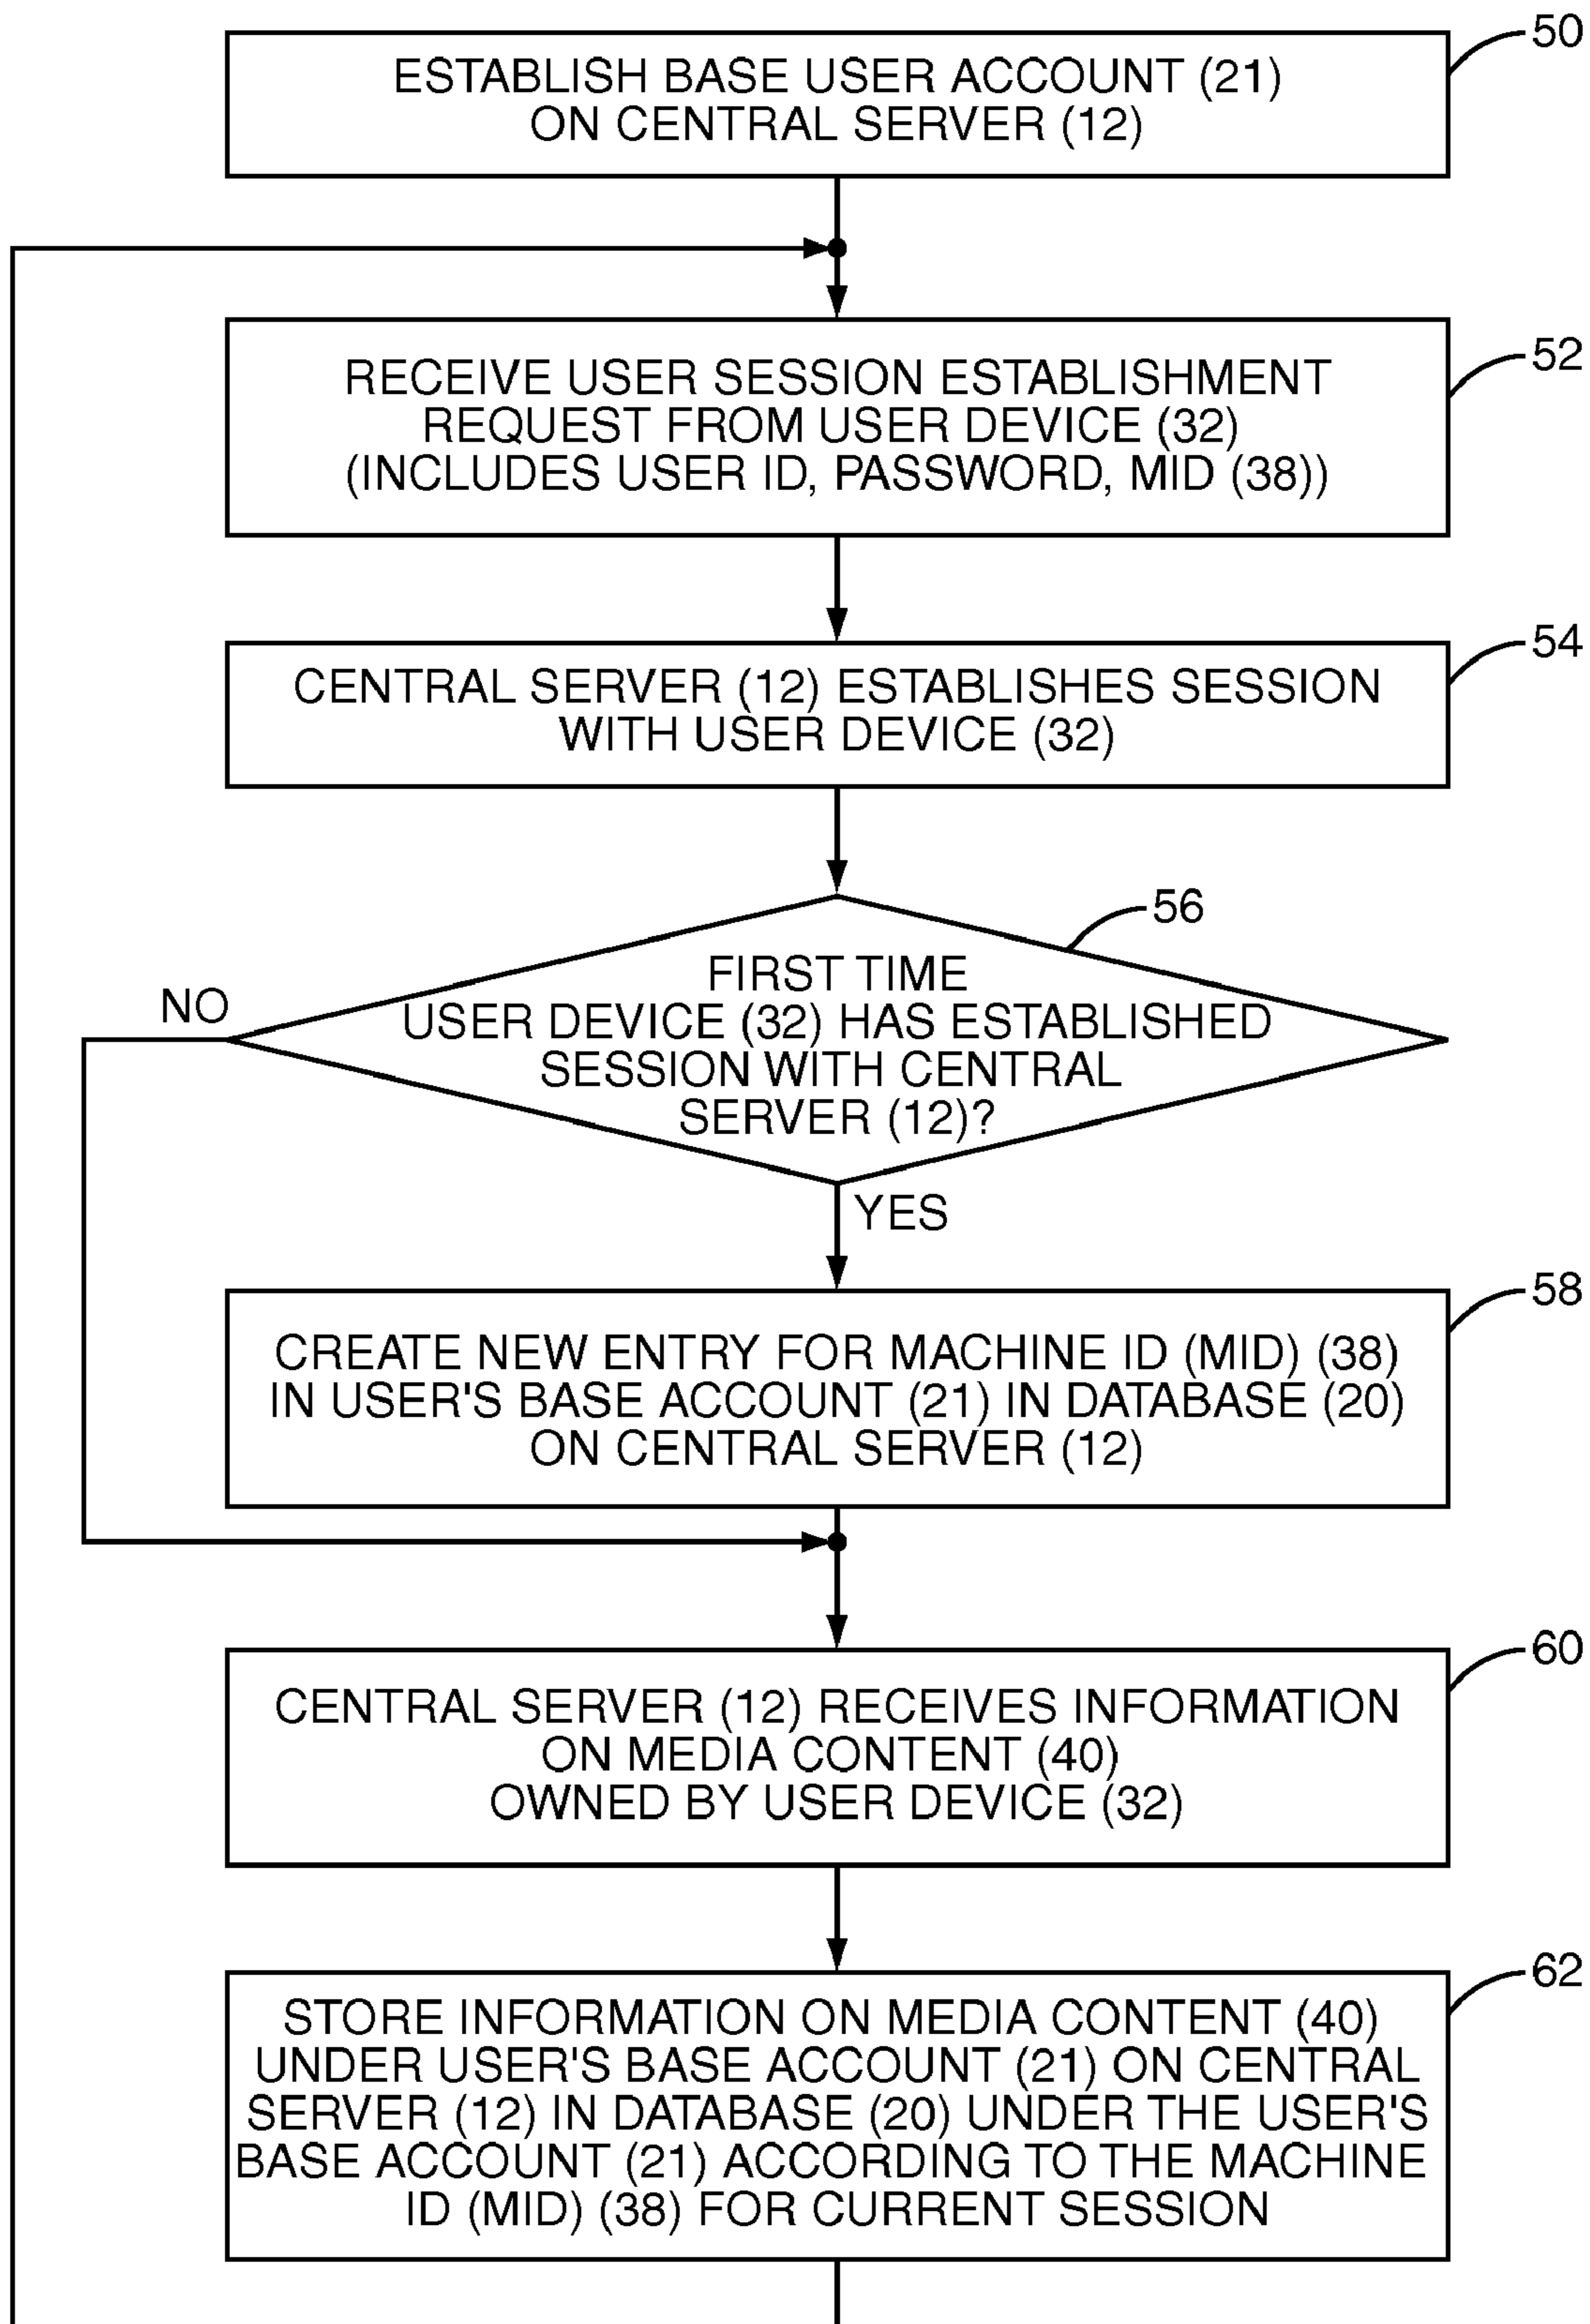 50
ESTABLISH BASE USER ACCOUNT (21)
ON CENTRAL SERVER (12)
52
RECEIVE USER SESSION ESTABLISHMENT
REQUEST FROM USER DEVICE (32)
(INCLUDES USER ID, PASSWORD, MID (38))
54
CENTRAL SERVER (12) ESTABLISHES SESSION
WITH USER DEVICE (32)
56
FIRST TIME
USER DEVICE (32) HAS ESTABLISHED
SESSION WITH CENTRAL
SERVER (12)?
NO
YES
58
CREATE NEW ENTRY FOR MACHINE ID (MID) (38)
IN USER'S BASE ACCOUNT (21) IN DATABASE (20)
ON CENTRAL SERVER (12)
60
CENTRAL SERVER (12) RECEIVES INFORMATION
ON MEDIA CONTENT (40)
OWNED BY USER DEVICE (32)
62
STORE INFORMATION ON MEDIA CONTENT (40)
UNDER USER'S BASE ACCOUNT (21) ON CENTRAL
SERVER (12) IN DATABASE (20) UNDER THE USER'S
BASE ACCOUNT (21) ACCORDING TO THE MACHINE
ID (MID) (38) FOR CURRENT SESSION